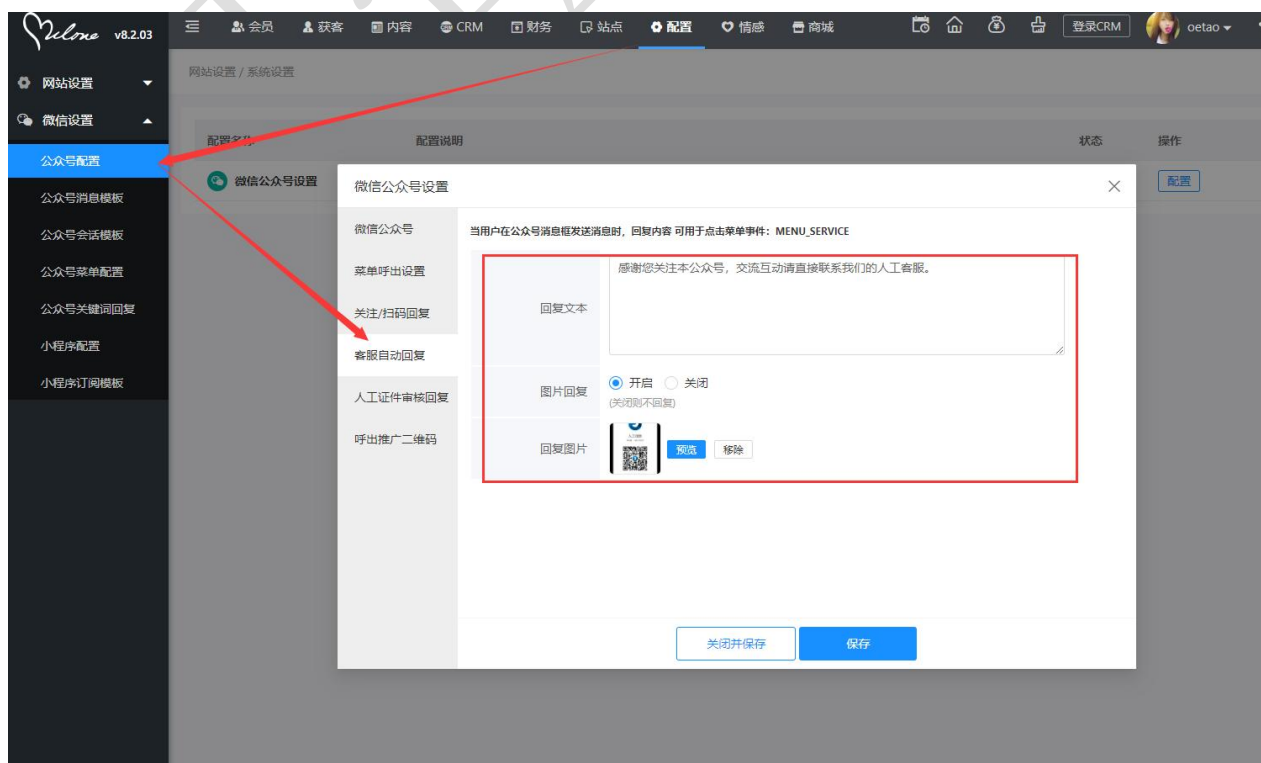 v8.2.03
会员 获客 内容 CRM 财务 站点 配置 情感 商城 登录CRM oetao
网站设置
微信设置
公众号配置
公众号消息模板
公众号会话模板
公众号菜单配置
公众号关键词回复
小程序配置
小程序订阅模板
网站设置 / 系统设置
配置名称 配置说明 状态 操作
微信公众号设置 配置
微信公众号设置
微信公众号
菜单呼出设置
关注/扫码回复
客服自动回复
人工证件审核回复
呼出推广二维码
当用户在公众号消息框发送消息时，回复内容 可用于点击菜单事件：MENU_SERVICE
回复文本
感谢您关注本公众号，交流互动请直接联系我们的人工客服。
图片回复 开启 关闭
(关闭则不回复)
回复图片 预览 移除
关闭并保存 保存